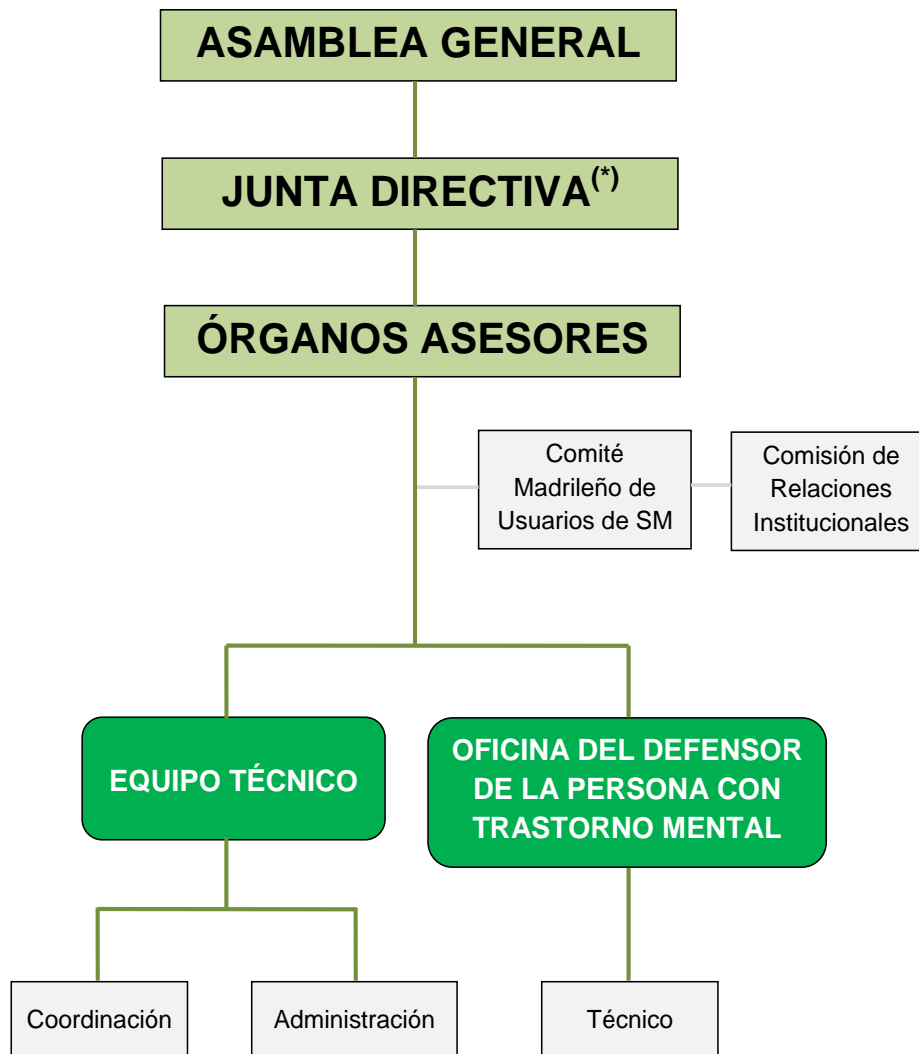 ASAMBLEA GENERAL
JUNTA DIRECTIVA(*)
ÓRGANOS ASESORES
Comité
Madrileño de
Usuarios de SM
Comisión de
Relaciones
Institucionales
EQUIPO TÉCNICO
OFICINA DEL DEFENSOR
DE LA PERSONA CON
TRASTORNO MENTAL
Coordinación
Administración
Técnico